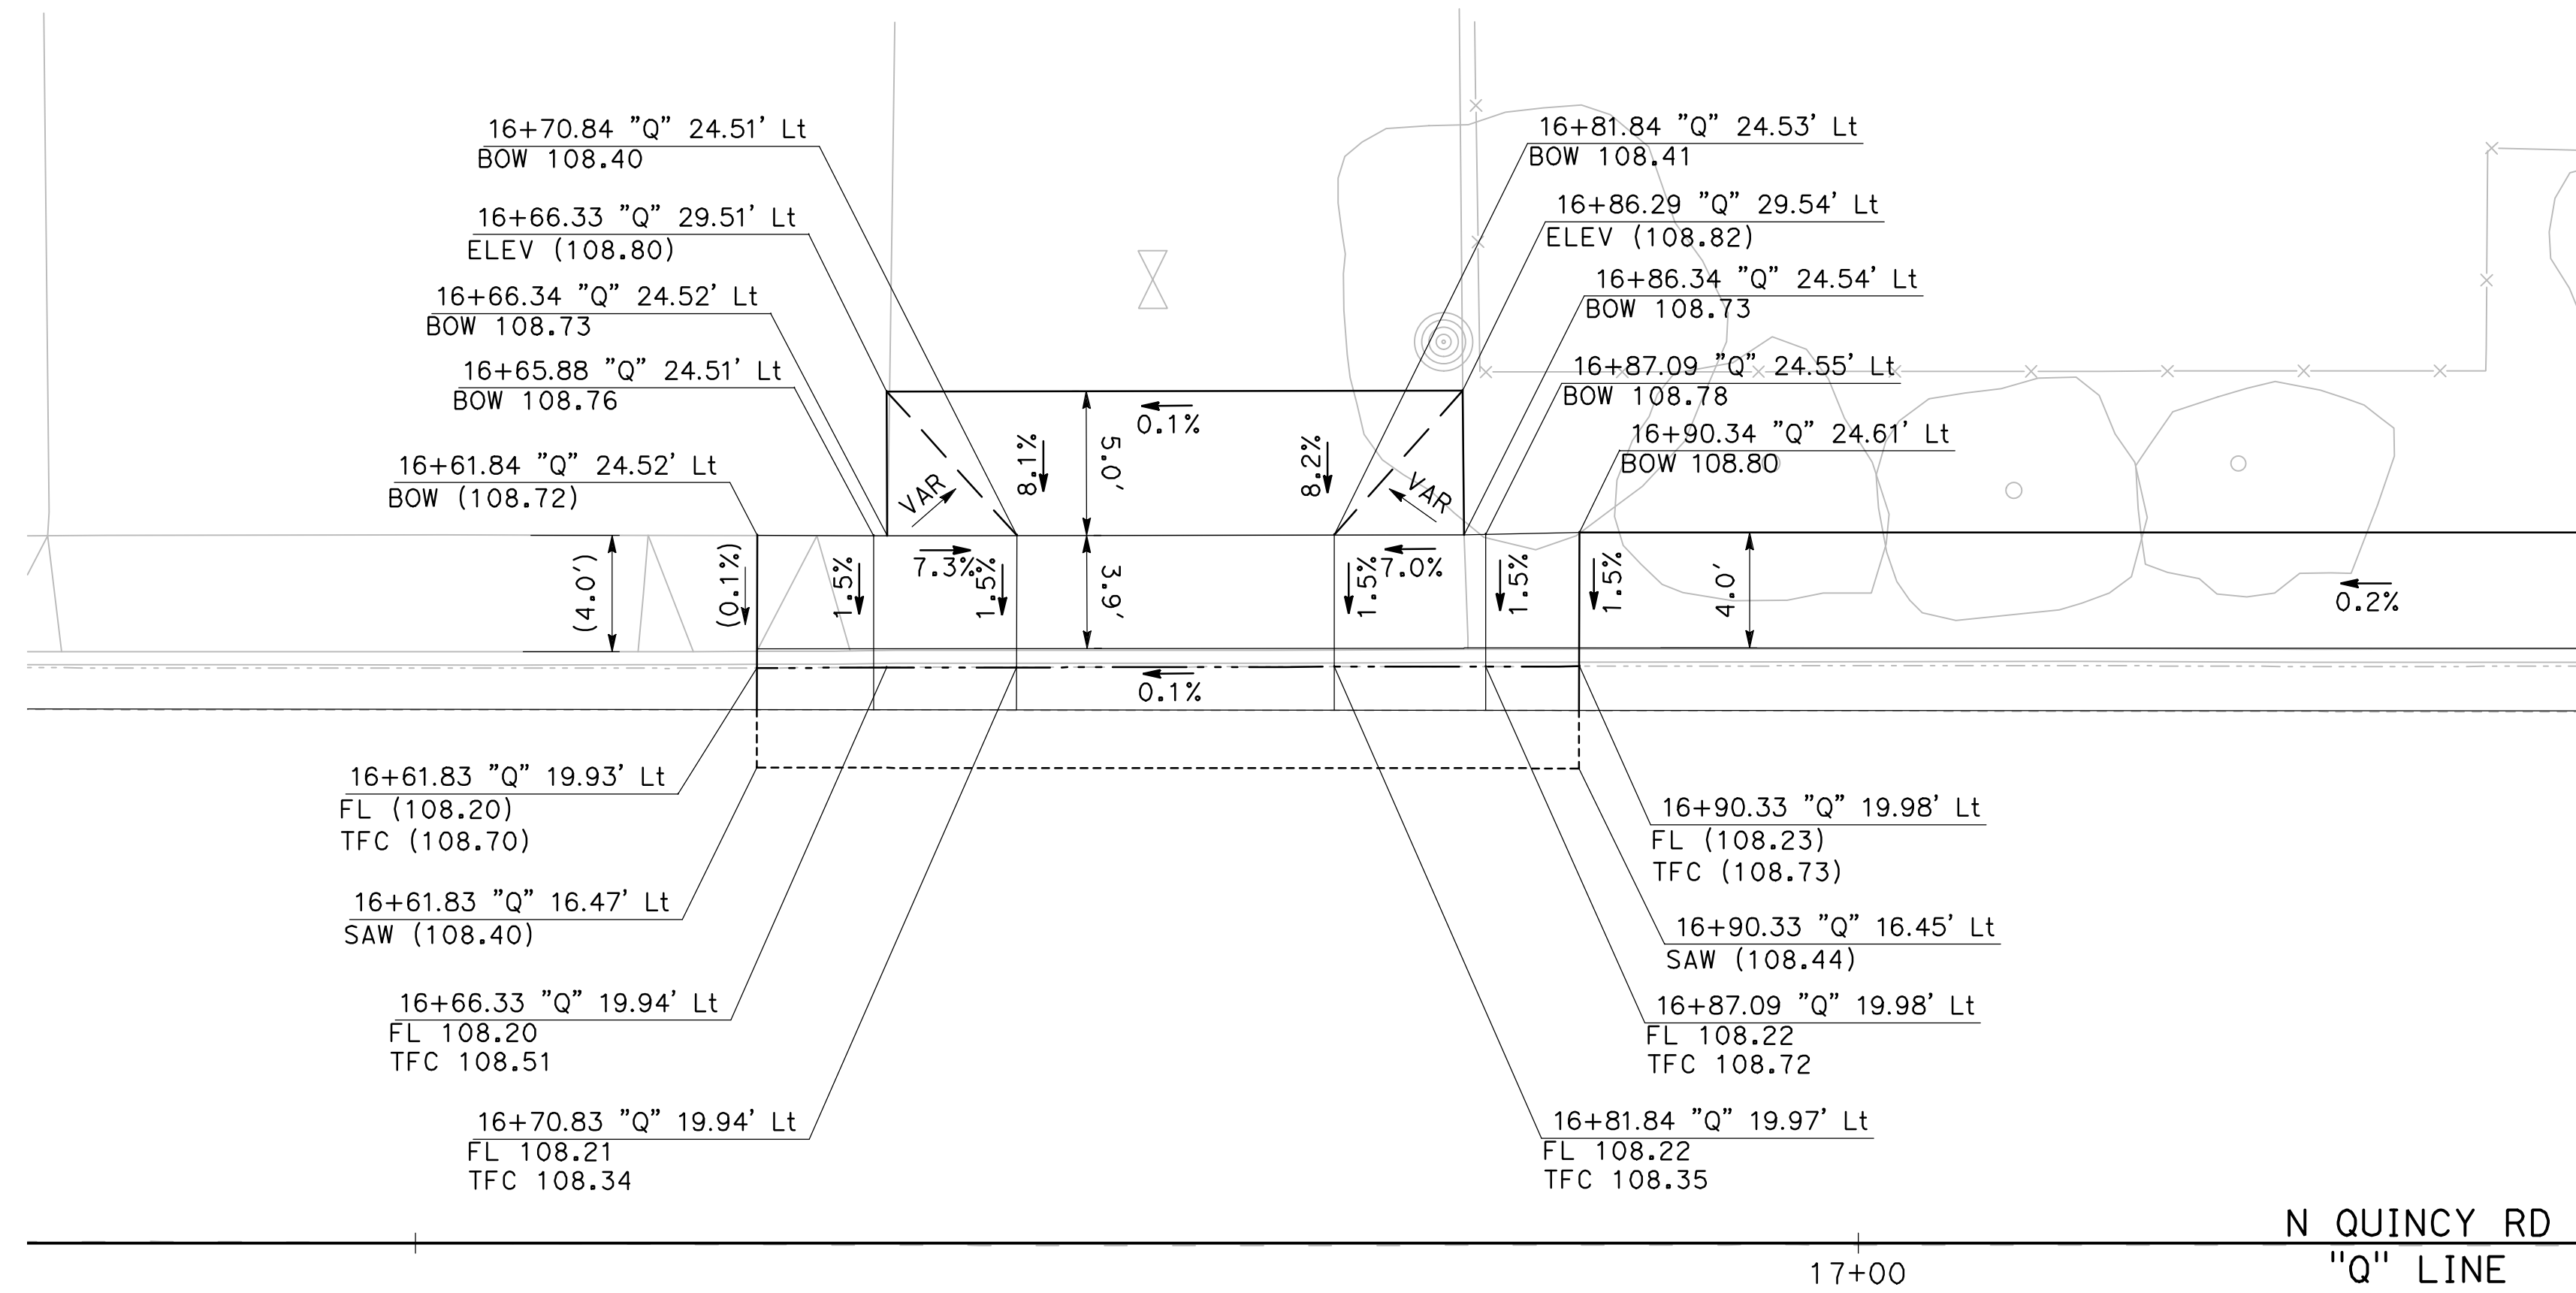 16+70.84 "Q" 24.51' Lt
BOW 108.40
16+66.33 "Q" 29.51' Lt
ELEV (108.80)
16+66.34 "Q" 24.52' Lt
BOW 108.73
16+65.88 "Q" 24.51' Lt
BOW 108.76
16+61.84 "Q" 24.52' Lt
BOW (108.72)
16+81.84 "Q" 24.53' Lt
BOW 108.41
16+86.29 "Q" 29.54' Lt
ELEV (108.82)
16+86.34 "Q" 24.54' Lt
BOW 108.73
16+87.09 "Q" 24.55' Lt
BOW 108.78
16+90.34 "Q" 24.61' Lt
BOW 108.80
0.1%
VAR
8.1%
5.0'
8.2%
VAR
(4.0')
(0.1%)
1.5%
7.3%
1.5%
3.9'
1.5%
7.0%
1.5%
1.5%
4.0'
0.2%
0.1%
16+61.83 "Q" 19.93' Lt
FL (108.20)
TFC (108.70)
16+61.83 "Q" 16.47' Lt
SAW (108.40)
16+66.33 "Q" 19.94' Lt
FL 108.20
TFC 108.51
16+70.83 "Q" 19.94' Lt
FL 108.21
TFC 108.34
16+90.33 "Q" 19.98' Lt
FL (108.23)
TFC (108.73)
16+90.33 "Q" 16.45' Lt
SAW (108.44)
16+87.09 "Q" 19.98' Lt
FL 108.22
TFC 108.72
16+81.84 "Q" 19.97' Lt
FL 108.22
TFC 108.35
N QUINCY RD
"Q" LINE
17+00